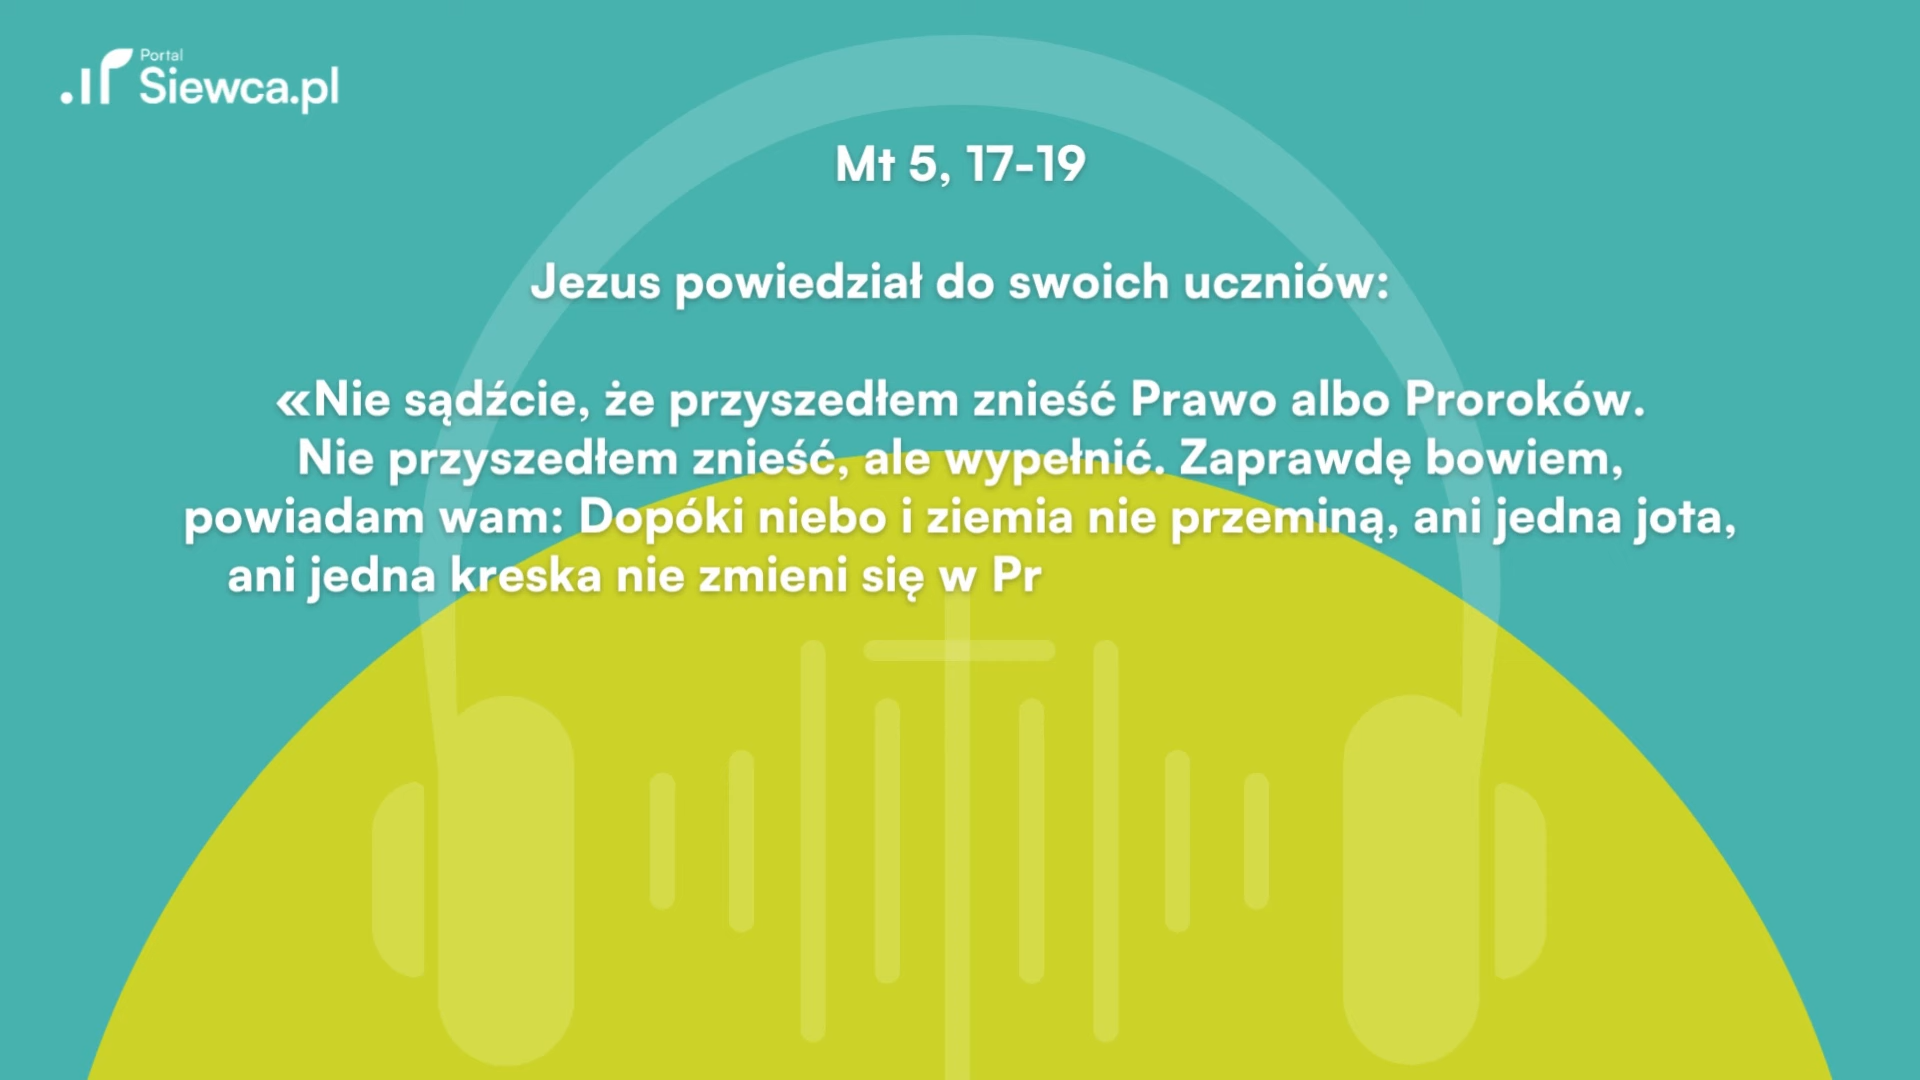 Portal
Siewca.pl
Mt 5, 17-19
Jezus powiedział do swoich uczniów:
«Nie sądźcie, że przyszedłem znieść Prawo albo Proroków.
Nie przyszedłem znieść, ale wypełnić. Zaprawdę bowiem,
powiadam wam: Dopóki niebo i ziemia nie przeminą, ani jedna jota,
ani jedna kreska nie zmieni się w Pr